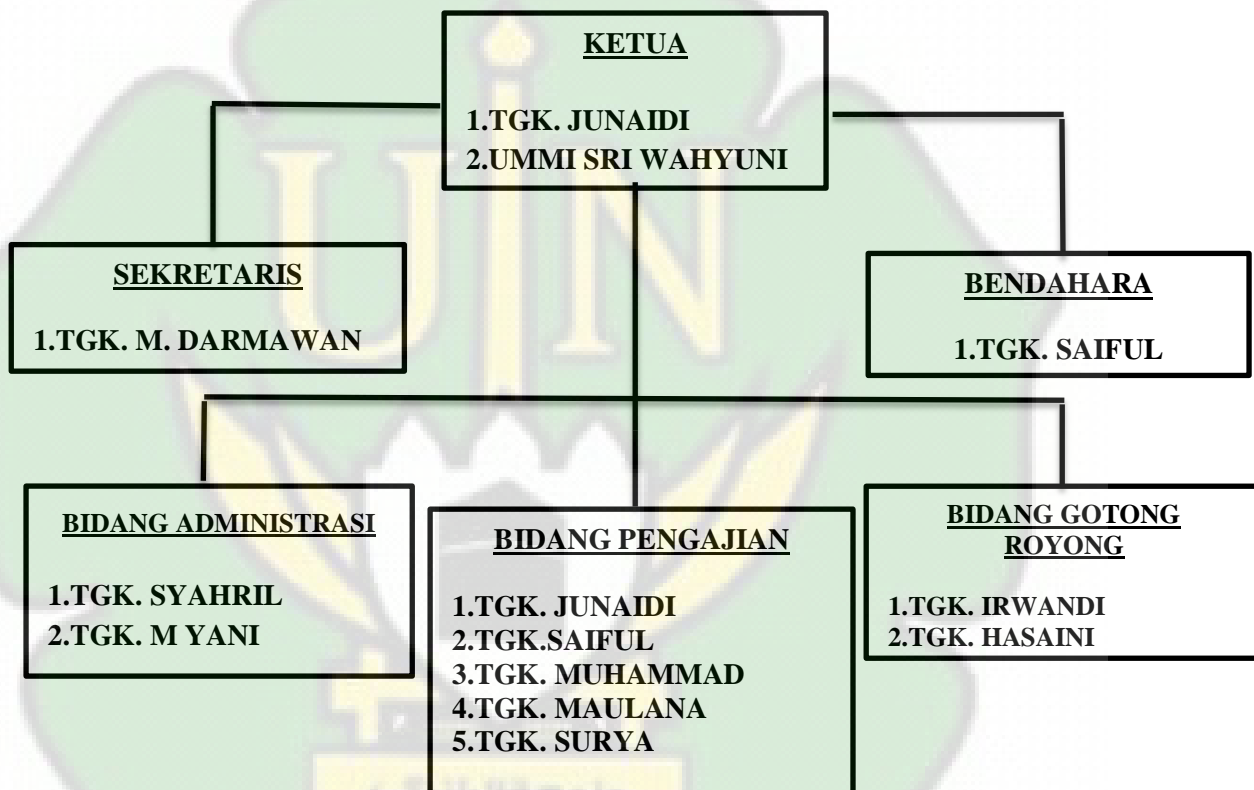 KETUA
1.TGK. JUNAIDI
2.UMMI SRI WAHYUNI
SEKRETARIS
1.TGK. M. DARMAWAN
BENDAHARA
1.TGK. SAIFUL
BIDANG ADMINISTRASI
1.TGK. SYAHRIL
2.TGK. M YANI
BIDANG PENGAJIAN
1.TGK. JUNAIDI
2.TGK.SAIFUL
3.TGK. MUHAMMAD
4.TGK. MAULANA
5.TGK. SURYA
BIDANG GOTONG
ROYONG
1.TGK. IRWANDI
2.TGK. HASAINI
UIN